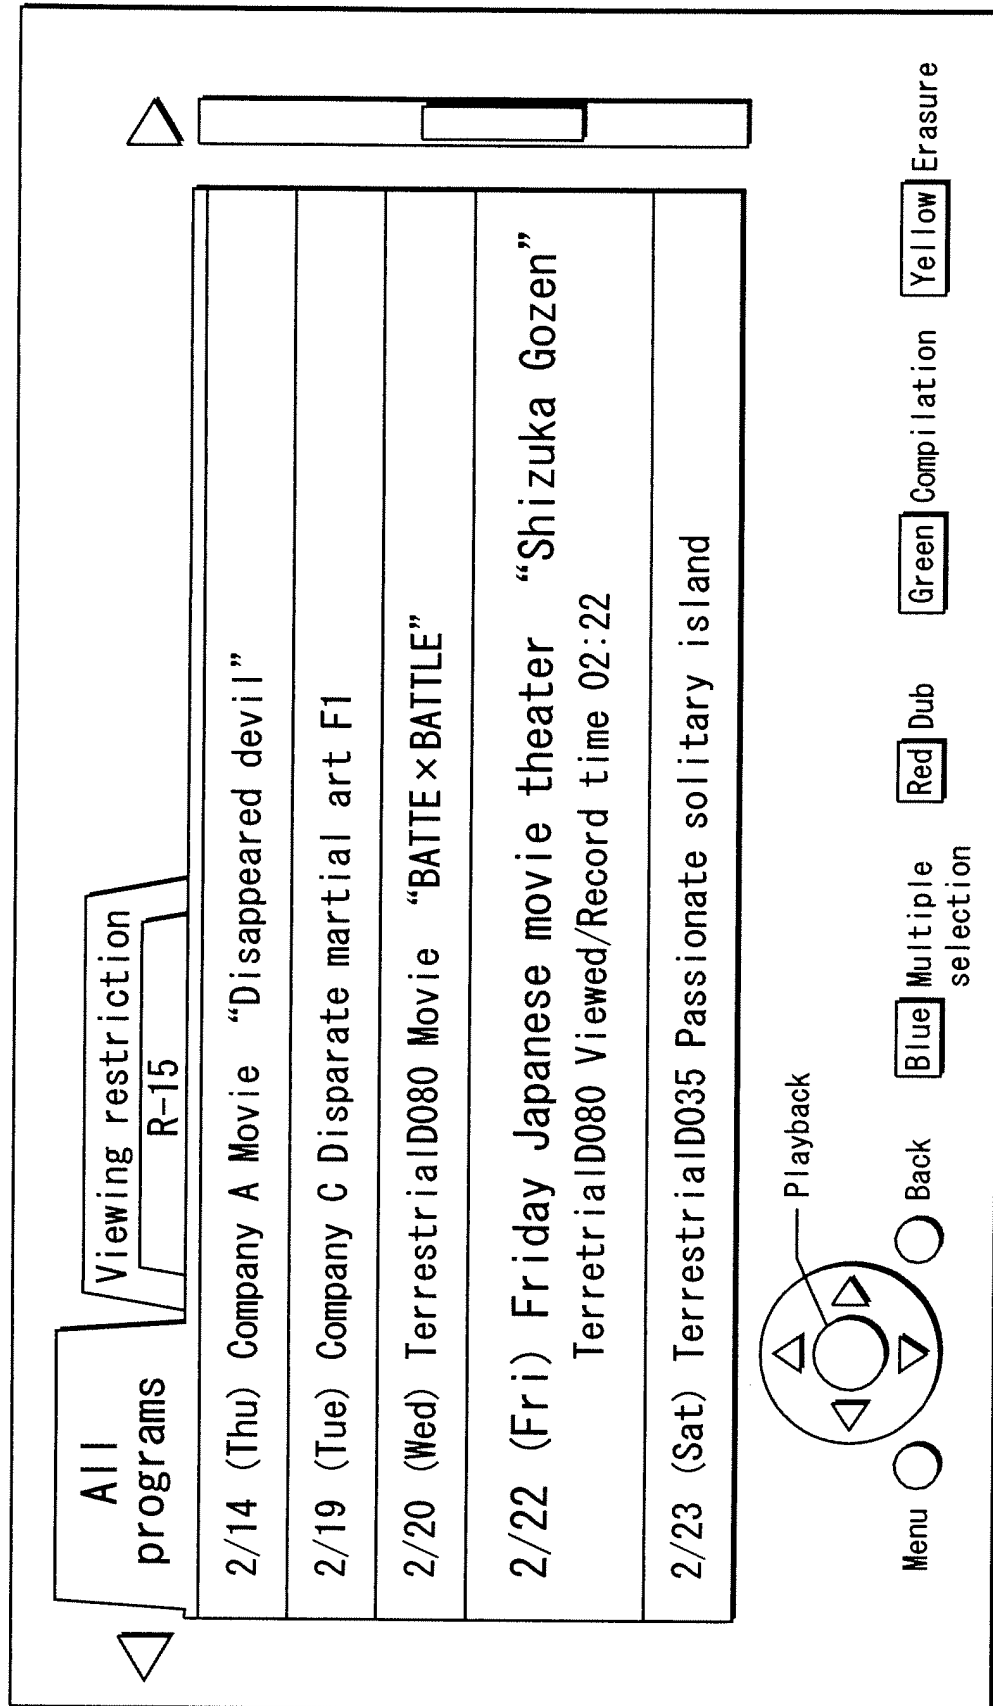 All
programs
Viewing restriction
R-15
2/14 (Thu) Company A Movie “Disappeared devil”
2/19 (Tue) Company C Disparate martial art F1
2/20 (Wed) TerrestrialD080 Movie “BATTE×BATTLE”
2/22 (Fri) Friday Japanese movie theater “Shizuka Gozen”
TerretrialD080 Viewed/Record time 02:22
2/23 (Sat) TerrestrialD035 Passionate solitary island
Playback
Menu
Back
Blue Multiple
selection
Red Dub
Green Compilation
Yellow Erasure